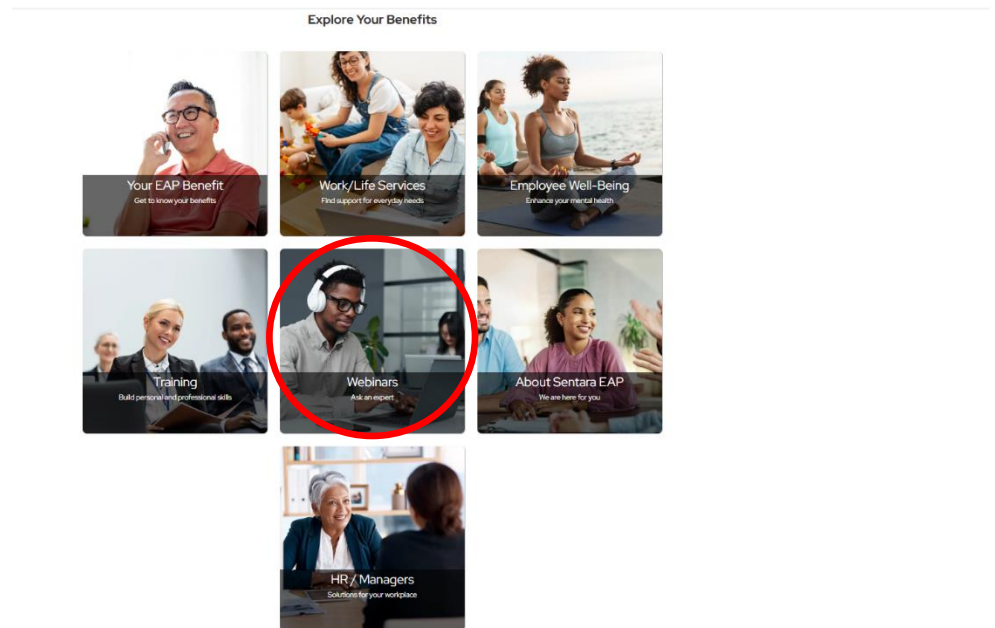 Explore Your Benefits
Your EAP Benefit
Get to know your benefits
Work/Life Services
Find support for everyday needs
Employee Well-Being
Enhance your mental health
Training
Build personal and professional skills
Webinars
Ask an expert
About Sentara EAP
We are here for you
HR / Managers
Solutions for your workplace